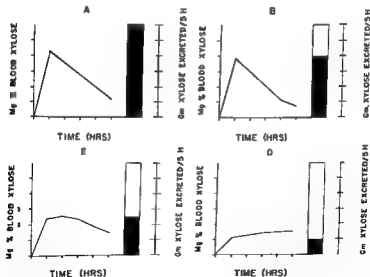 A
Mg % BLOOD XYLOSE
Gm XYLOSE EXCRETED/5 H
TIME (HRS)
B
Mg % BLOOD XYLOSE
Gm XYLOSE EXCRETED/5 H
TIME (HRS)
E
Mg % BLOOD XYLOSE
Gm XYLOSE EXCRETED/5 H
TIME (HRS)
D
Mg % BLOOD XYLOSE
Gm XYLOSE EXCRETED/5 H
TIME (HRS)